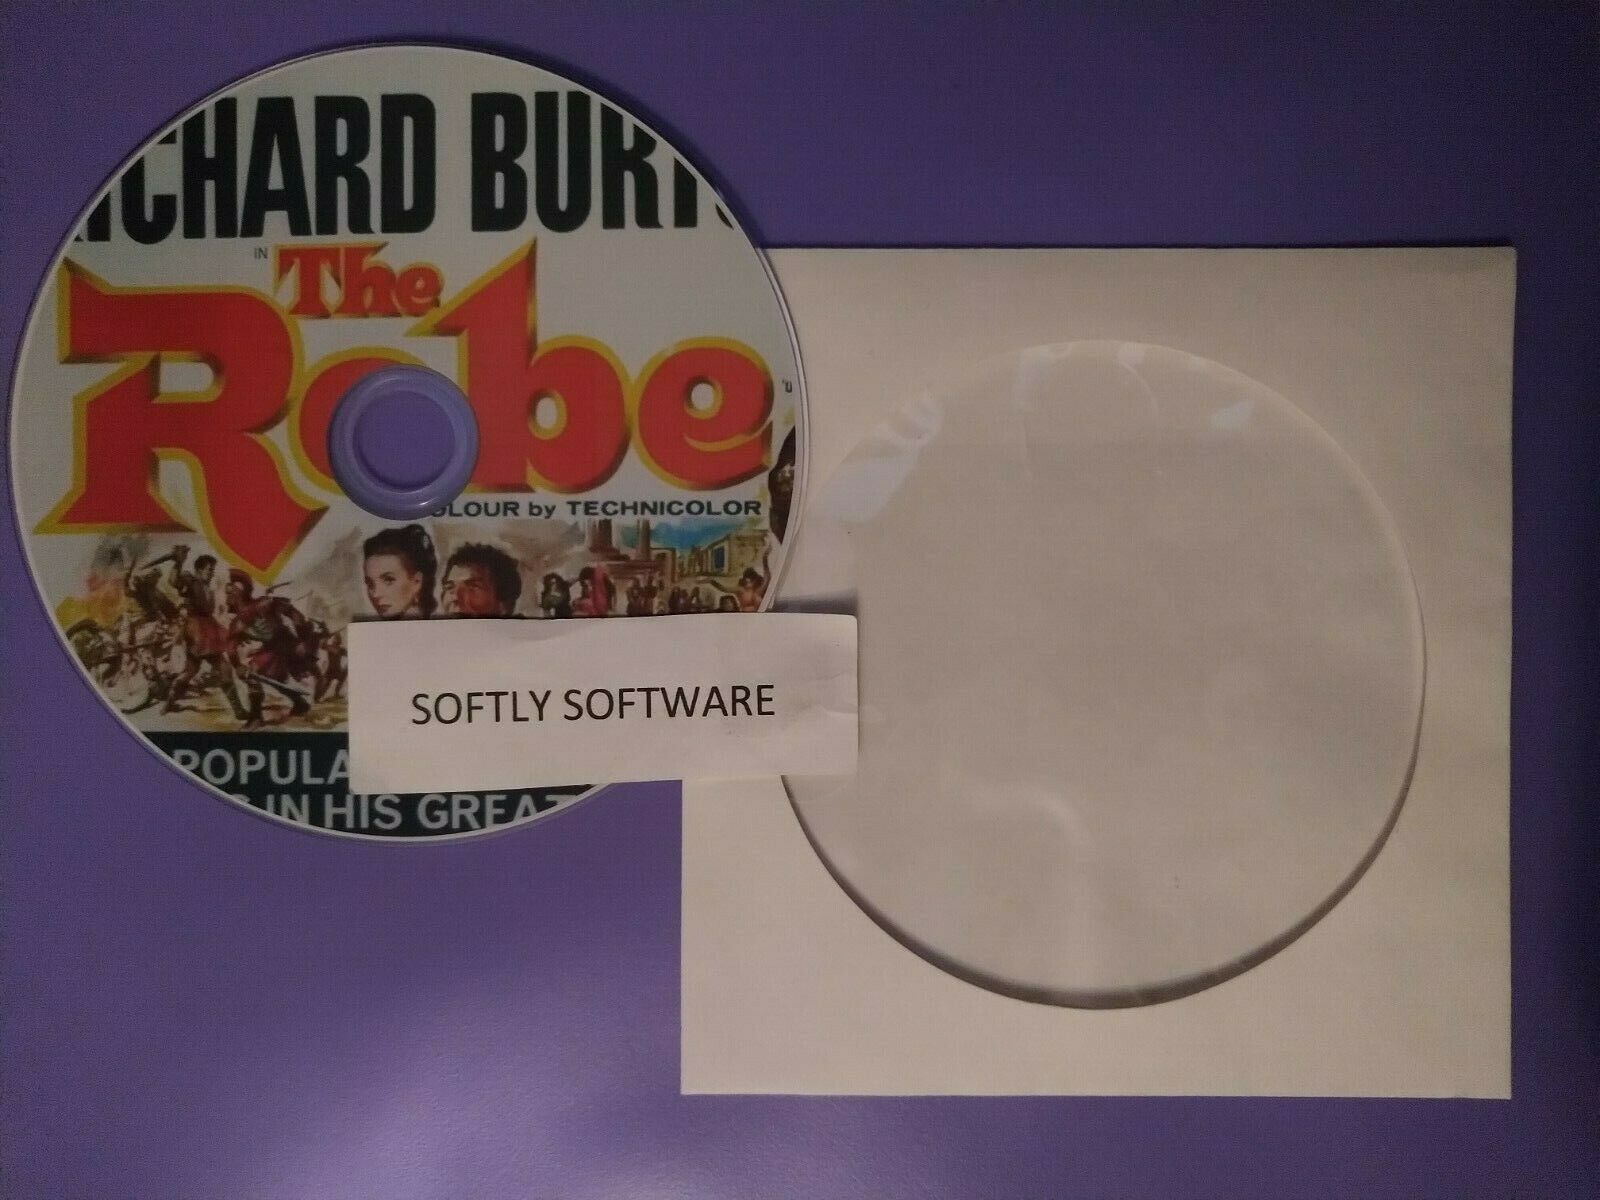 ICHARD BURT
IN The
Robe
OLOUR by TECHNICOLOR
POPULA
IN HIS GREAT
SOFTLY SOFTWARE